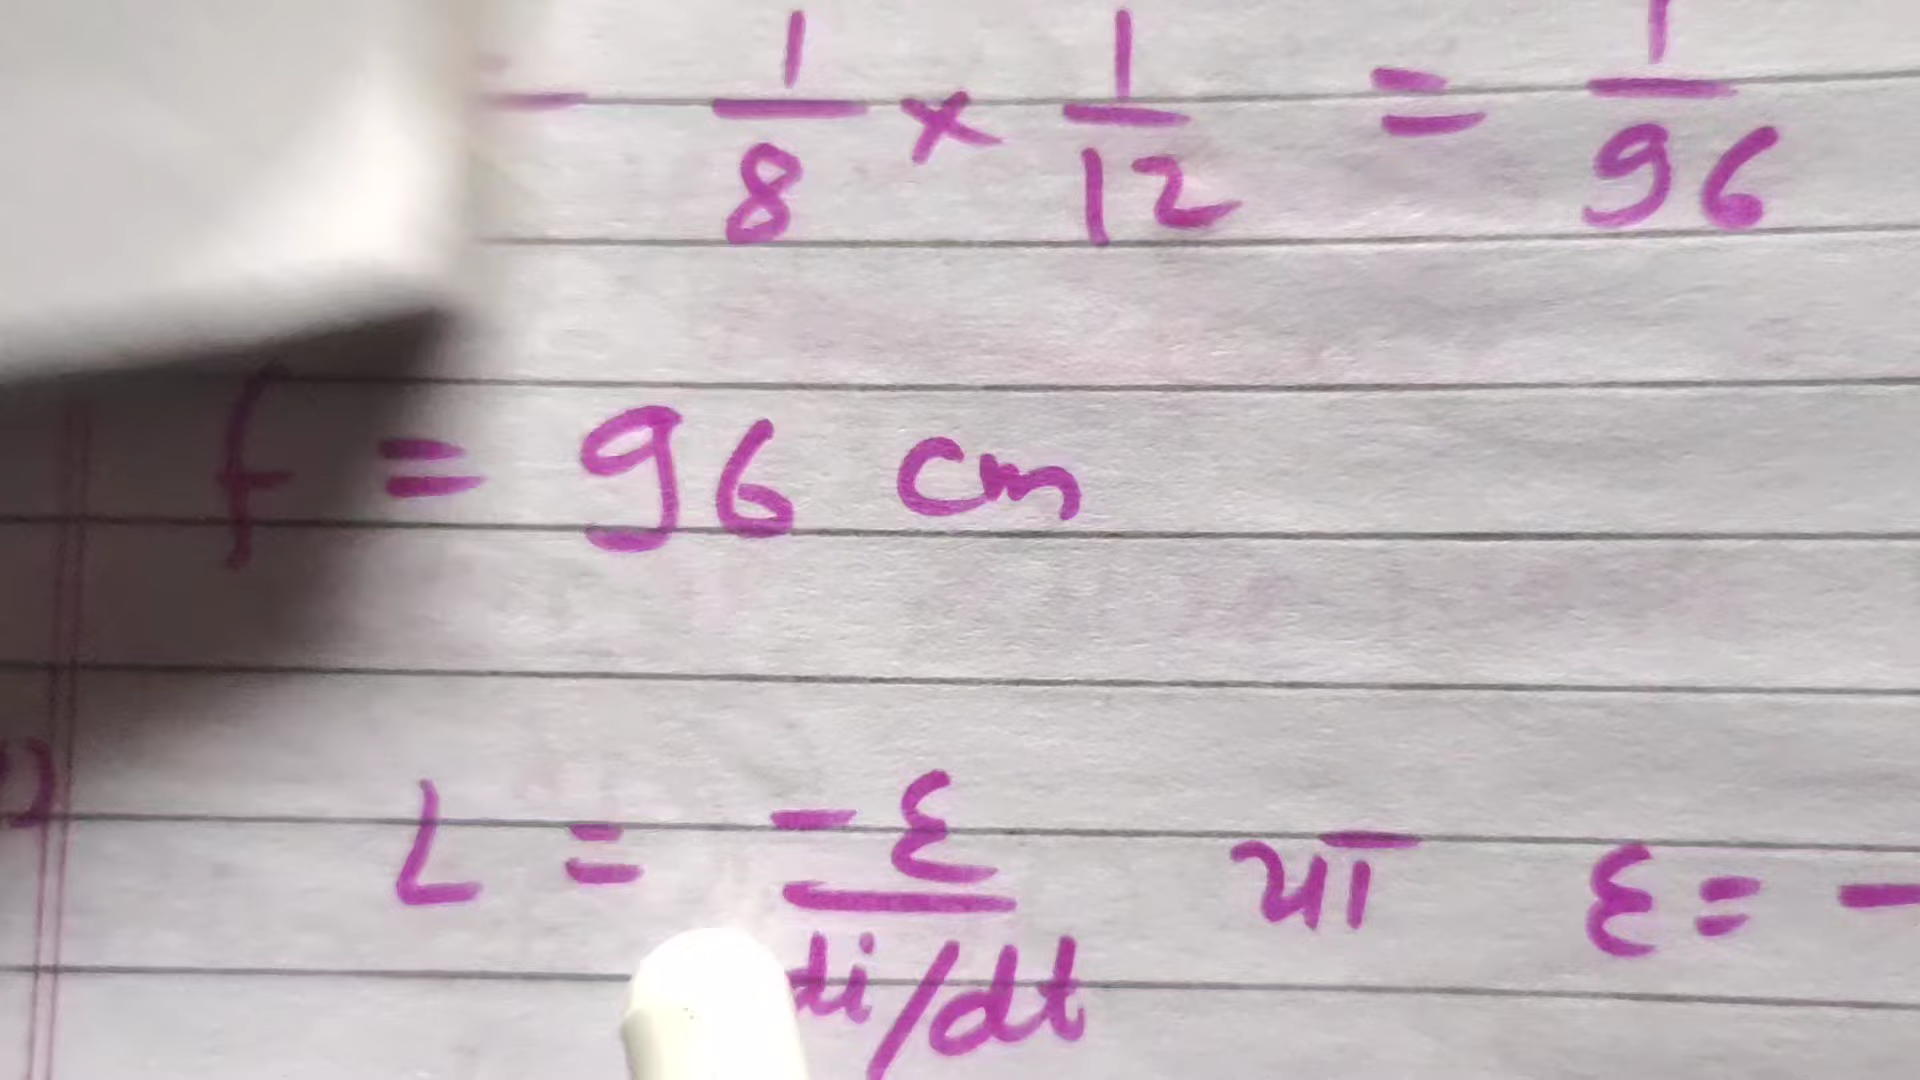 1/8 × 1/12 = 1/96
f = 96 cm
L = -ε/di/dt या ε = -